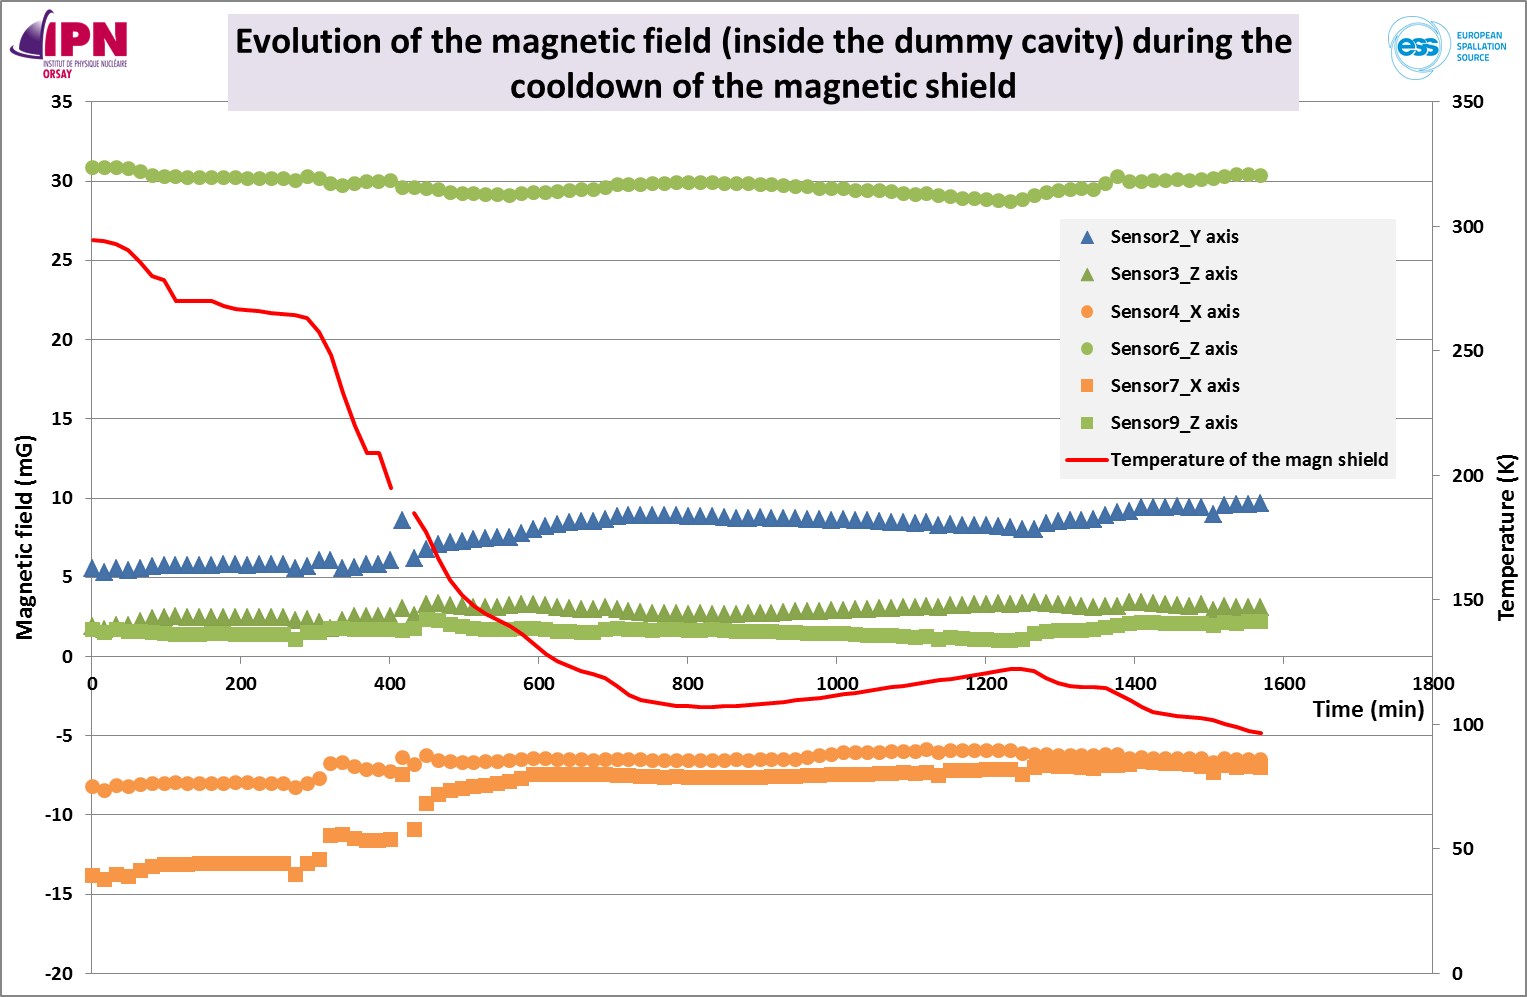 IPN
INSTITUT DE PHYSIQUE NUCLÉAIRE
ORSAY
Evolution of the magnetic field (inside the dummy cavity) during the
cooldown of the magnetic shield
ess
EUROPEAN
SPALLATION
SOURCE
35
30
25
20
15
10
5
0
-5
-10
-15
-20
Magnetic field (mG)
0 200 400 600 800 1000 1200 1400 1600 1800
Time (min)
Sensor2_Y axis
Sensor3_Z axis
Sensor4_X axis
Sensor6_Z axis
Sensor7_X axis
Sensor9_Z axis
Temperature of the magn shield
350
300
250
200
150
100
50
0
Temperature (K)